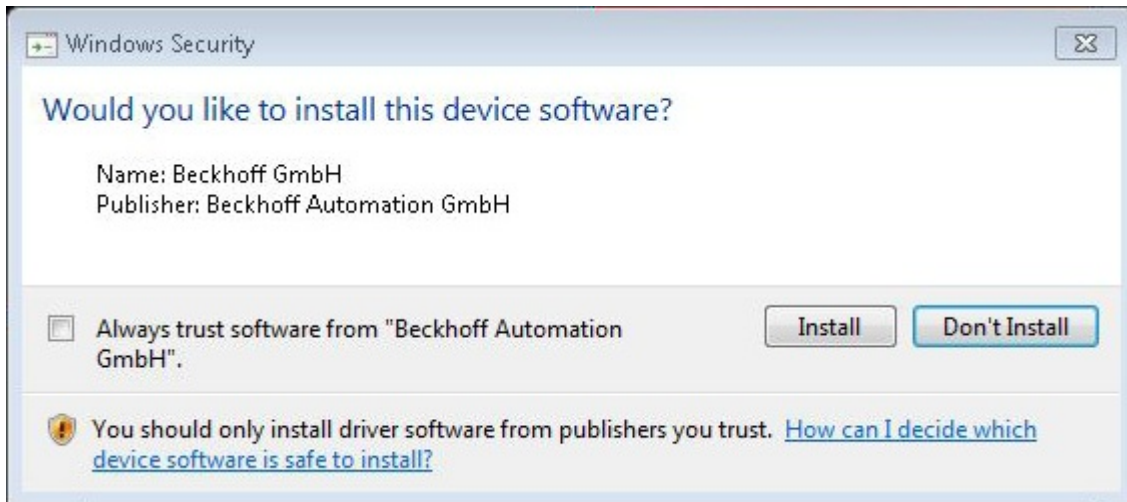 Windows Security
Would you like to install this device software?
Name: Beckhoff GmbH
Publisher: Beckhoff Automation GmbH
Always trust software from "Beckhoff Automation
GmbH".
Install
Don't Install
You should only install driver software from publishers you trust. How can I decide which
device software is safe to install?